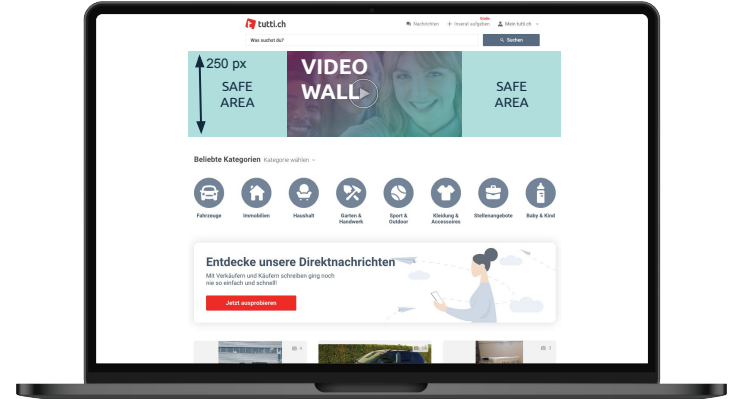 tutti.ch
Nachrichten
Gratis
Inserat aufgeben
Mein tutti.ch
Was suchst du?
Suchen
250 px
SAFE
AREA
VIDEO
WALL
SAFE
AREA
Beliebte Kategorien Kategorie wählen
Fahrzeuge
Immobilien
Haushalt
Garten &
Handwerk
Sport &
Outdoor
Kleidung &
Accessoires
Stellenangebote
Baby & Kind
Entdecke unsere Direktnachrichten
Mit Verkäufern und Käufern schreiben ging noch
nie so einfach und schnell!
Jetzt ausprobieren
4
3